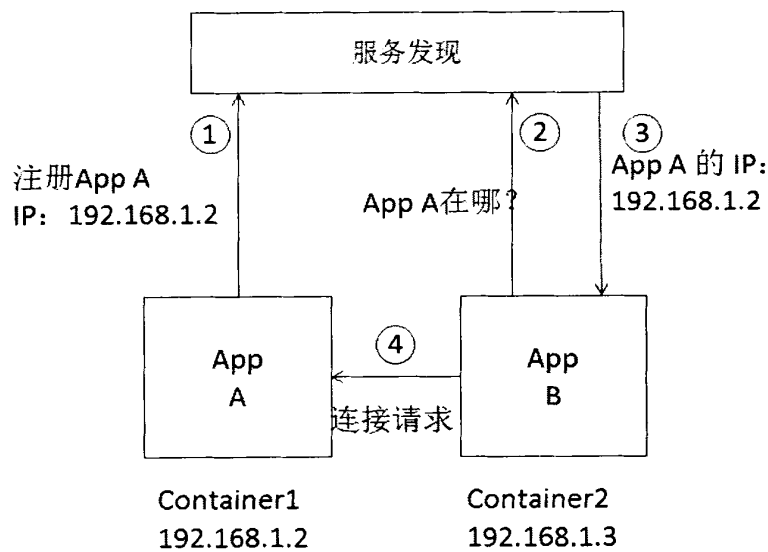 服务发现
①
②
③
注册App A
IP：192.168.1.2
App A在哪？
App A 的 IP：
192.168.1.2
④
App
A
App
B
连接请求
Container1
192.168.1.2
Container2
192.168.1.3